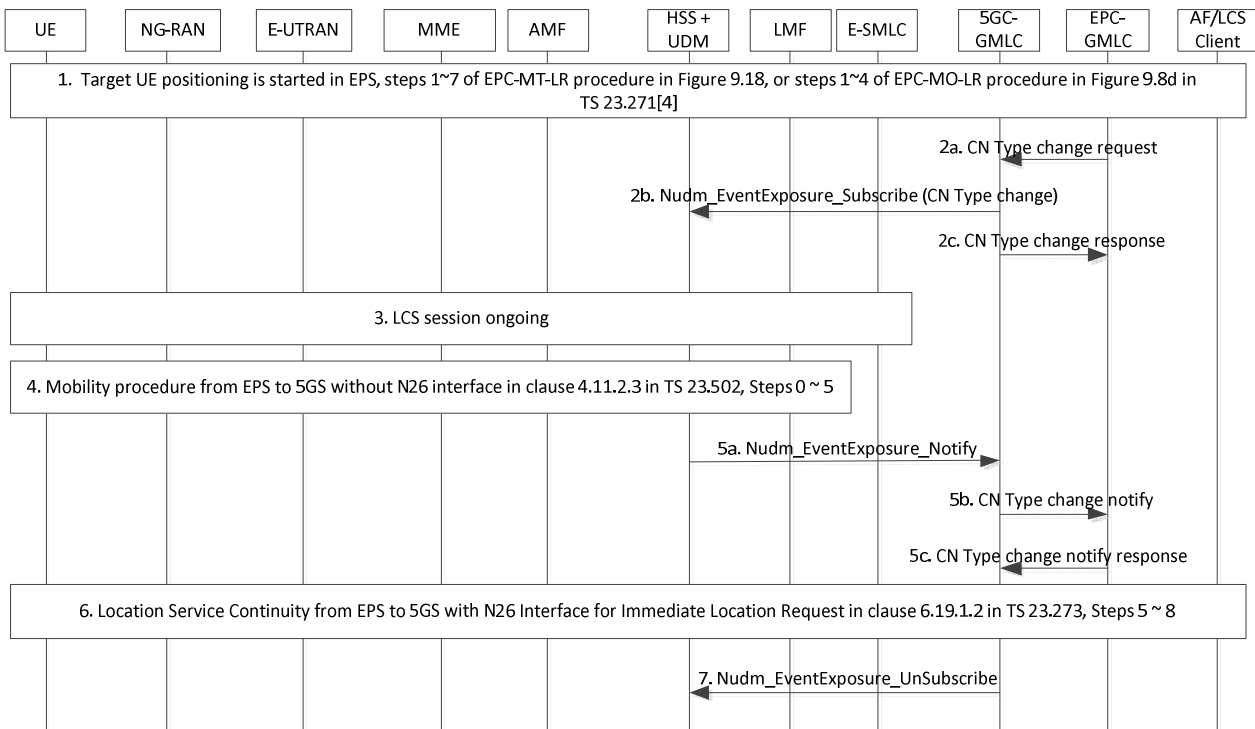 UE
NG-RAN
E-UTRAN
MME
AMF
HSS +
UDM
LMF
E-SMLC
5GC-
GMLC
EPC-
GMLC
AF/LCS
Client
1. Target UE positioning is started in EPS, steps 1~7 of EPC-MT-LR procedure in Figure 9.18, or steps 1~4 of EPC-MO-LR procedure in Figure 9.8d in
TS 23.271[4]
2a. CN Type change request
2b. Nudm_EventExposure_Subscribe (CN Type change)
2c. CN Type change response
3. LCS session ongoing
4. Mobility procedure from EPS to 5GS without N26 interface in clause 4.11.2.3 in TS 23.502, Steps 0 ~ 5
5a. Nudm_EventExposure_Notify
5b. CN Type change notify
5c. CN Type change notify response
6. Location Service Continuity from EPS to 5GS with N26 Interface for Immediate Location Request in clause 6.19.1.2 in TS 23.273, Steps 5 ~ 8
7. Nudm_EventExposure_UnSubscribe